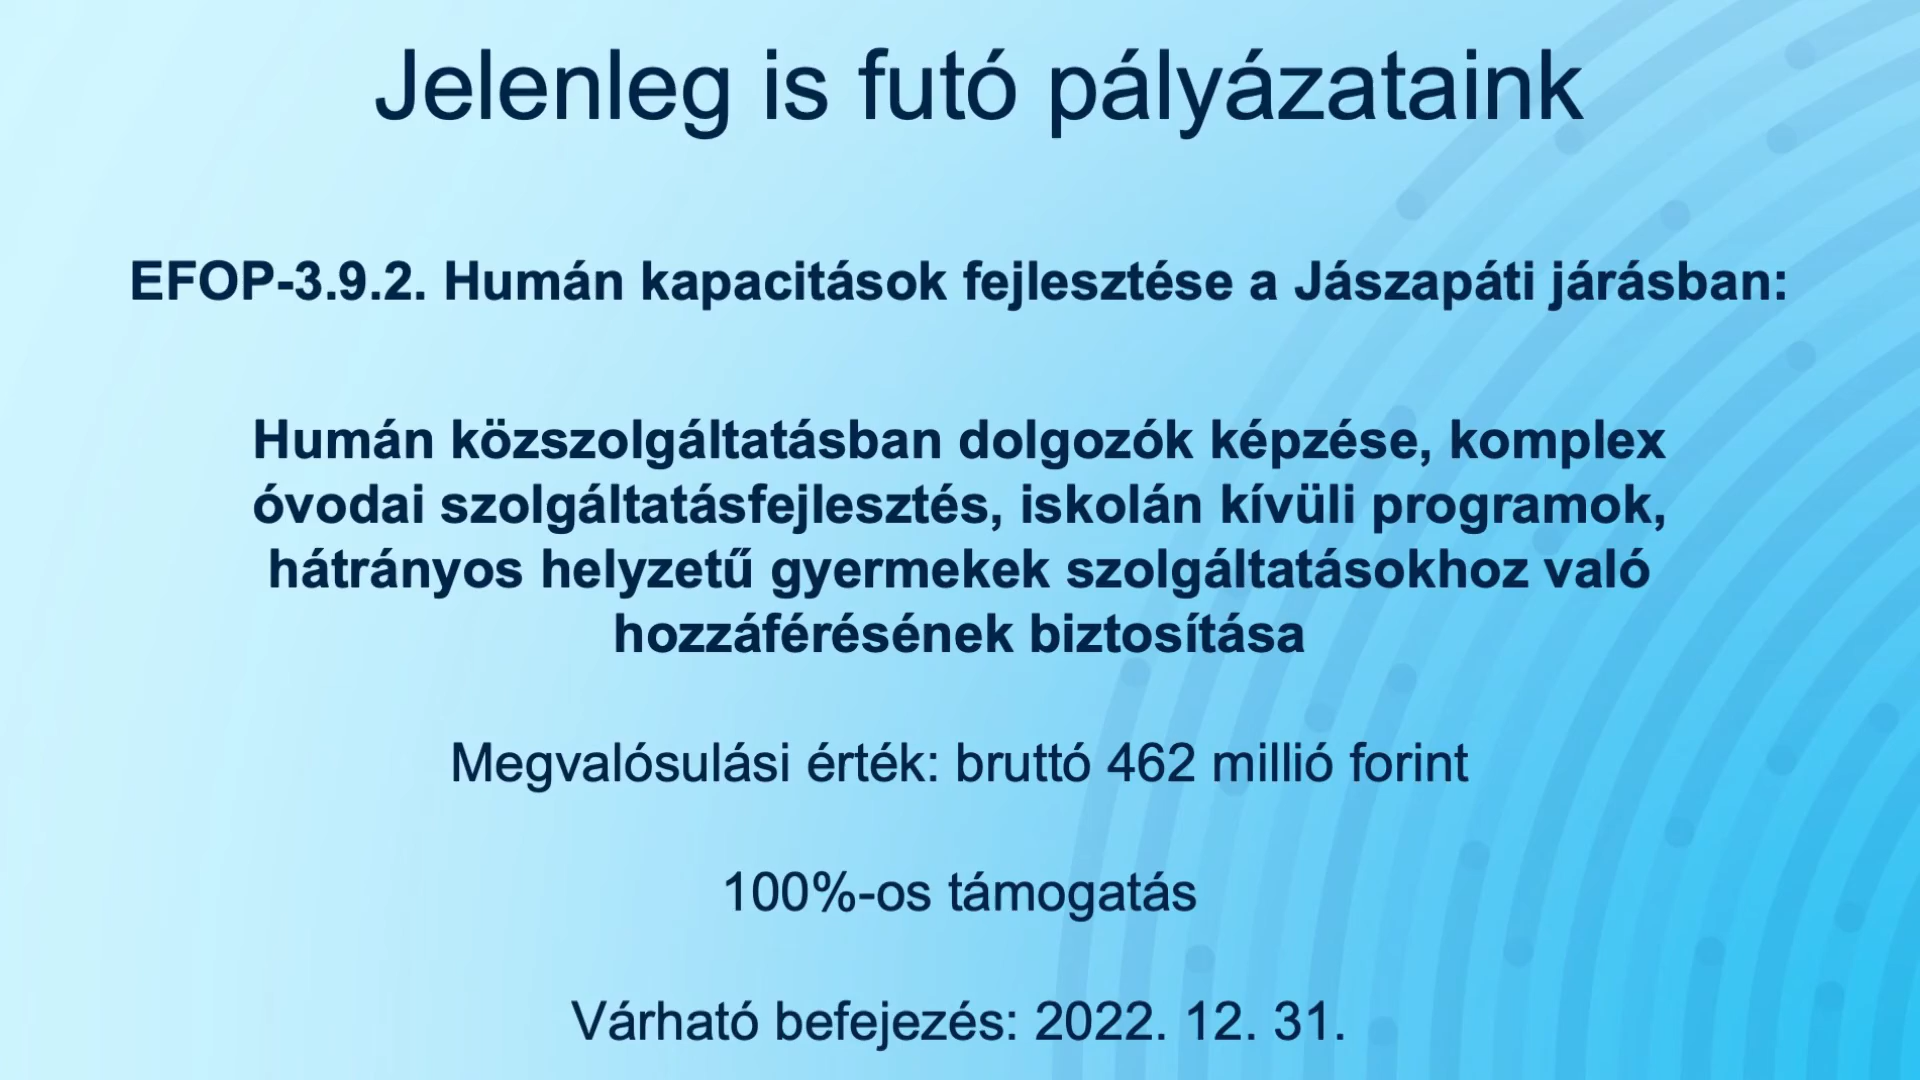 Jelenleg is futó pályázataink
EFOP-3.9.2. Humán kapacitások fejlesztése a Jászapáti járásban:
Humán közszolgáltatásban dolgozók képzése, komplex
óvodai szolgáltatásfejlesztés, iskolán kívüli programok,
hátrányos helyzetű gyermekek szolgáltatásokhoz való
hozzáférésének biztosítása
Megvalósulási érték: bruttó 462 millió forint
100%-os támogatás
Várható befejezés: 2022. 12. 31.